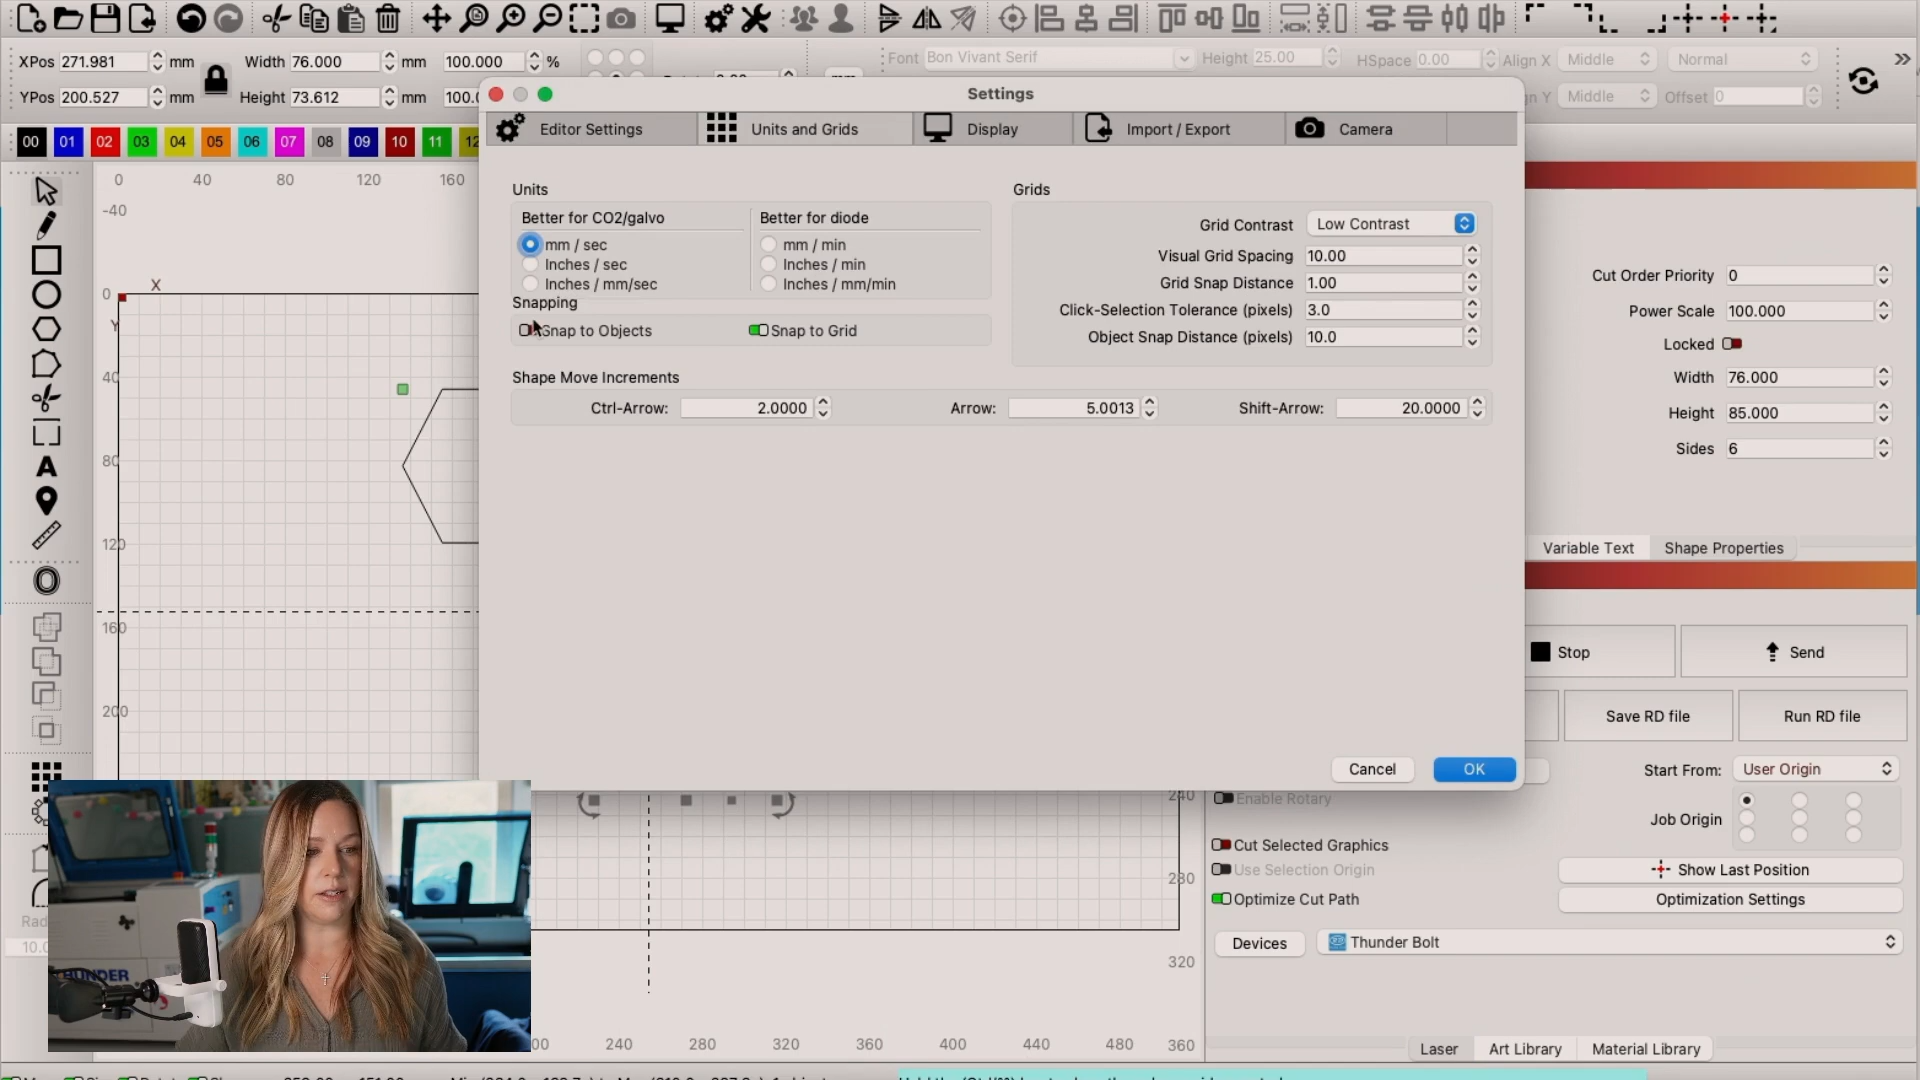 XPos 271.981 mm Width 76.000 mm 100.000 %
Font Bon Vivant Serif Height 25.00 HSpace 0.00 Align X Middle Normal
YPos 200.527 mm Height 73.612 mm
Middle Offset 0
00 01 02 03 04 05 06 07 08 09 10 11 12
Settings
Editor Settings Units and Grids Display Import / Export Camera
0 40 80 120 160
-40
0 X
Y
40
80
120
160
200
Units
Better for CO2/galvo Better for diode
mm / sec mm / min
Inches / sec Inches / min
Inches / mm/sec Inches / mm/min
Snapping
Snap to Objects Snap to Grid
Grids
Grid Contrast Low Contrast
Visual Grid Spacing 10.00
Grid Snap Distance 1.00
Click-Selection Tolerance (pixels) 3.0
Object Snap Distance (pixels) 10.0
Shape Move Increments
Ctrl-Arrow: 2.0000 Arrow: 5.0013 Shift-Arrow: 20.0000
Cancel OK
Cut Order Priority 0
Power Scale 100.000
Locked
Width 76.000
Height 85.000
Sides 6
Variable Text Shape Properties
Stop Send
Save RD file Run RD file
Start From: User Origin
Job Origin
Enable Rotary
Cut Selected Graphics
Use Selection Origin
Optimize Cut Path
Show Last Position
Optimization Settings
Devices Thunder Bolt
Laser Art Library Material Library
240
280
320
240 280 320 360 400 440 480 360